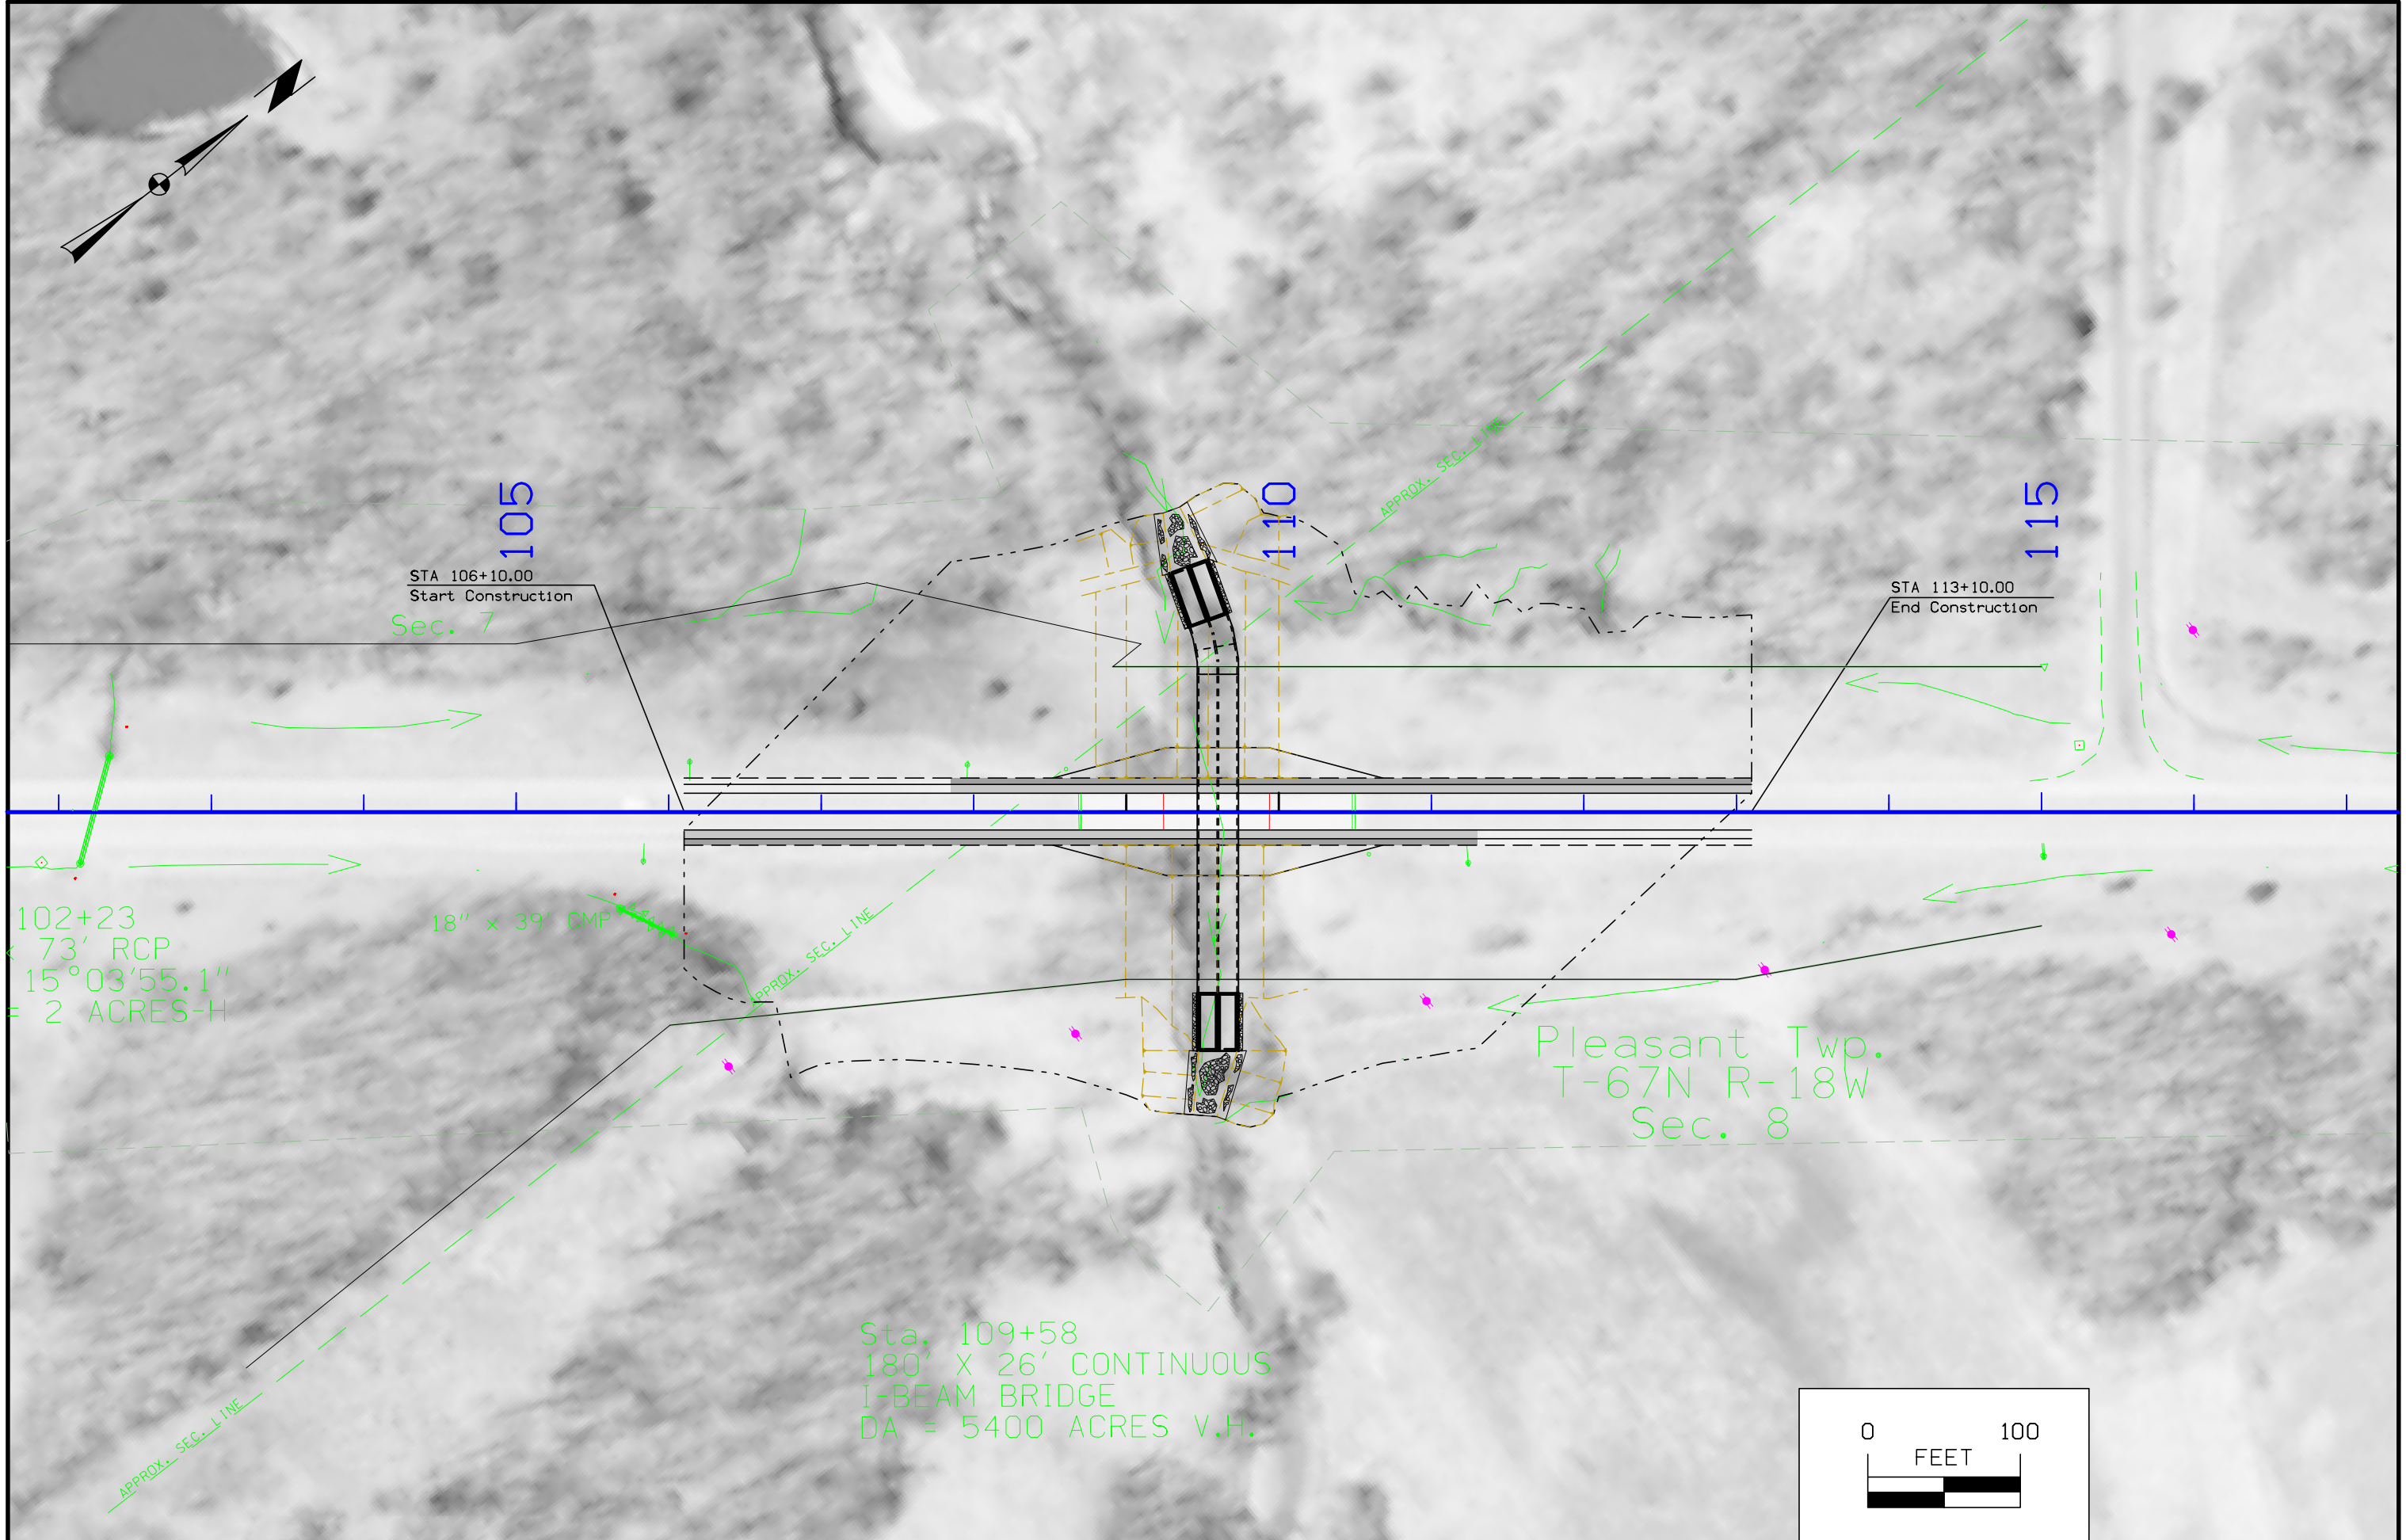 N
105
110
115
STA 106+10.00
Start Construction
Sec. 7
STA 113+10.00
End Construction
APPROX. SEC. LINE
102+23
73' RCP
15°03'55.1"
= 2 ACRES-H
18" x 39' CMP
APPROX. SEC. LINE
Pleasant Twp.
T-67N R-18W
Sec. 8
Sta. 109+58
180' X 26' CONTINUOUS
I-BEAM BRIDGE
DA = 5400 ACRES V.H.
APPROX. SEC. LINE
0 100
FEET